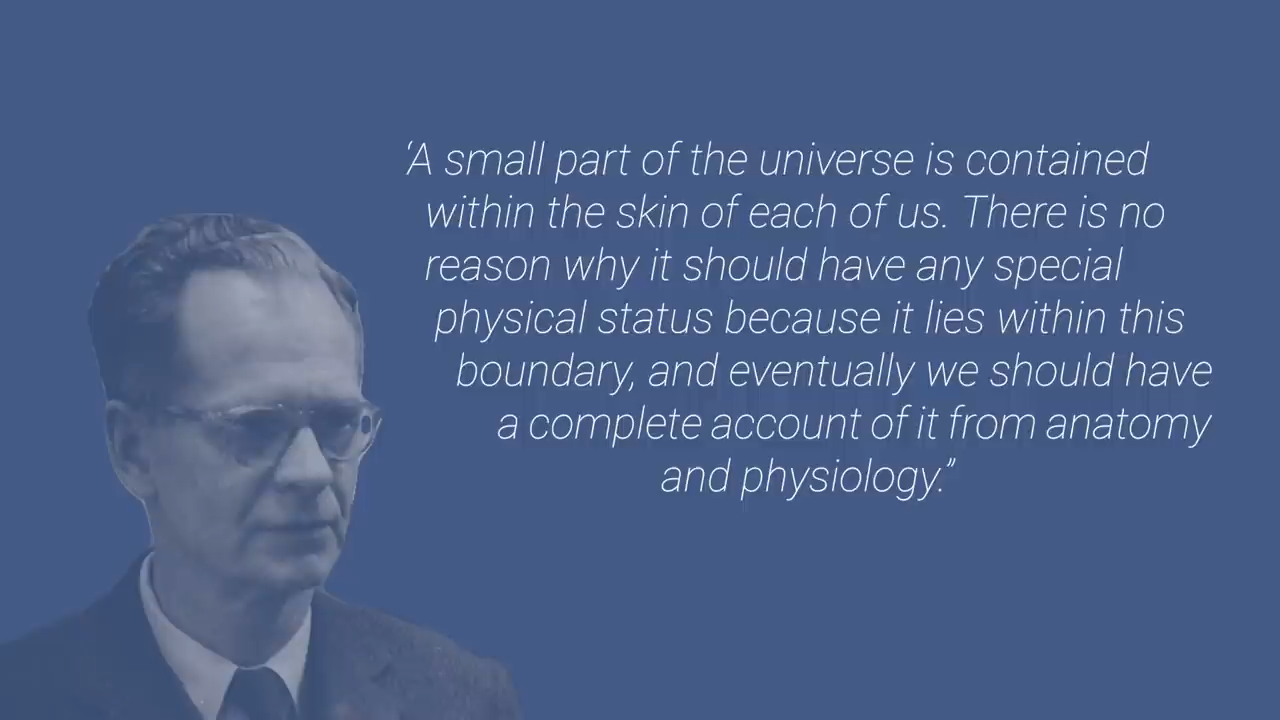 ‘A small part of the universe is contained
within the skin of each of us. There is no
reason why it should have any special
physical status because it lies within this
boundary, and eventually we should have
a complete account of it from anatomy
and physiology.”